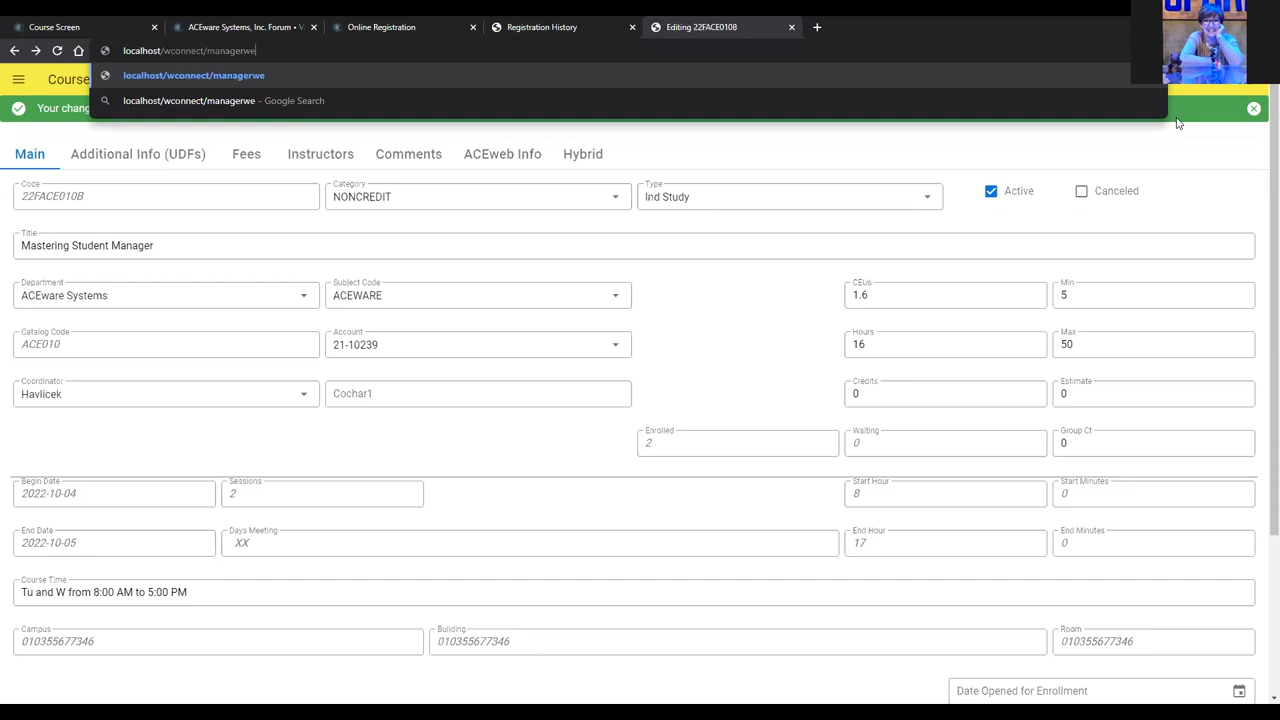 Course Screen
ACEware Systems, Inc. Forum - V
Online Registration
Registration History
Editing 22FACE010B
localhost/wconnect/managerwe
localhost/wconnect/managerwe
localhost/wconnect/managerwe - Google Search
Course
Your chang
Main
Additional Info (UDFs)
Fees
Instructors
Comments
ACEweb Info
Hybrid
Code
22FACE010B
Category
NONCREDIT
Type
Ind Study
Active
Canceled
Title
Mastering Student Manager
Department
ACEware Systems
Subject Code
ACEWARE
CEUs
1.6
Min
5
Catalog Code
ACE010
Account
21-10239
Hours
16
Max
50
Coordinator
Havlicek
Cochar1
Credits
0
Estimate
0
Enrolled
2
Waiting
0
Group Ct
0
Begin Date
2022-10-04
Sessions
2
Start Hour
8
Start Minutes
0
End Date
2022-10-05
Days Meeting
XX
End Hour
17
End Minutes
0
Course Time
Tu and W from 8:00 AM to 5:00 PM
Campus
010355677346
Building
010355677346
Room
010355677346
Date Opened for Enrollment